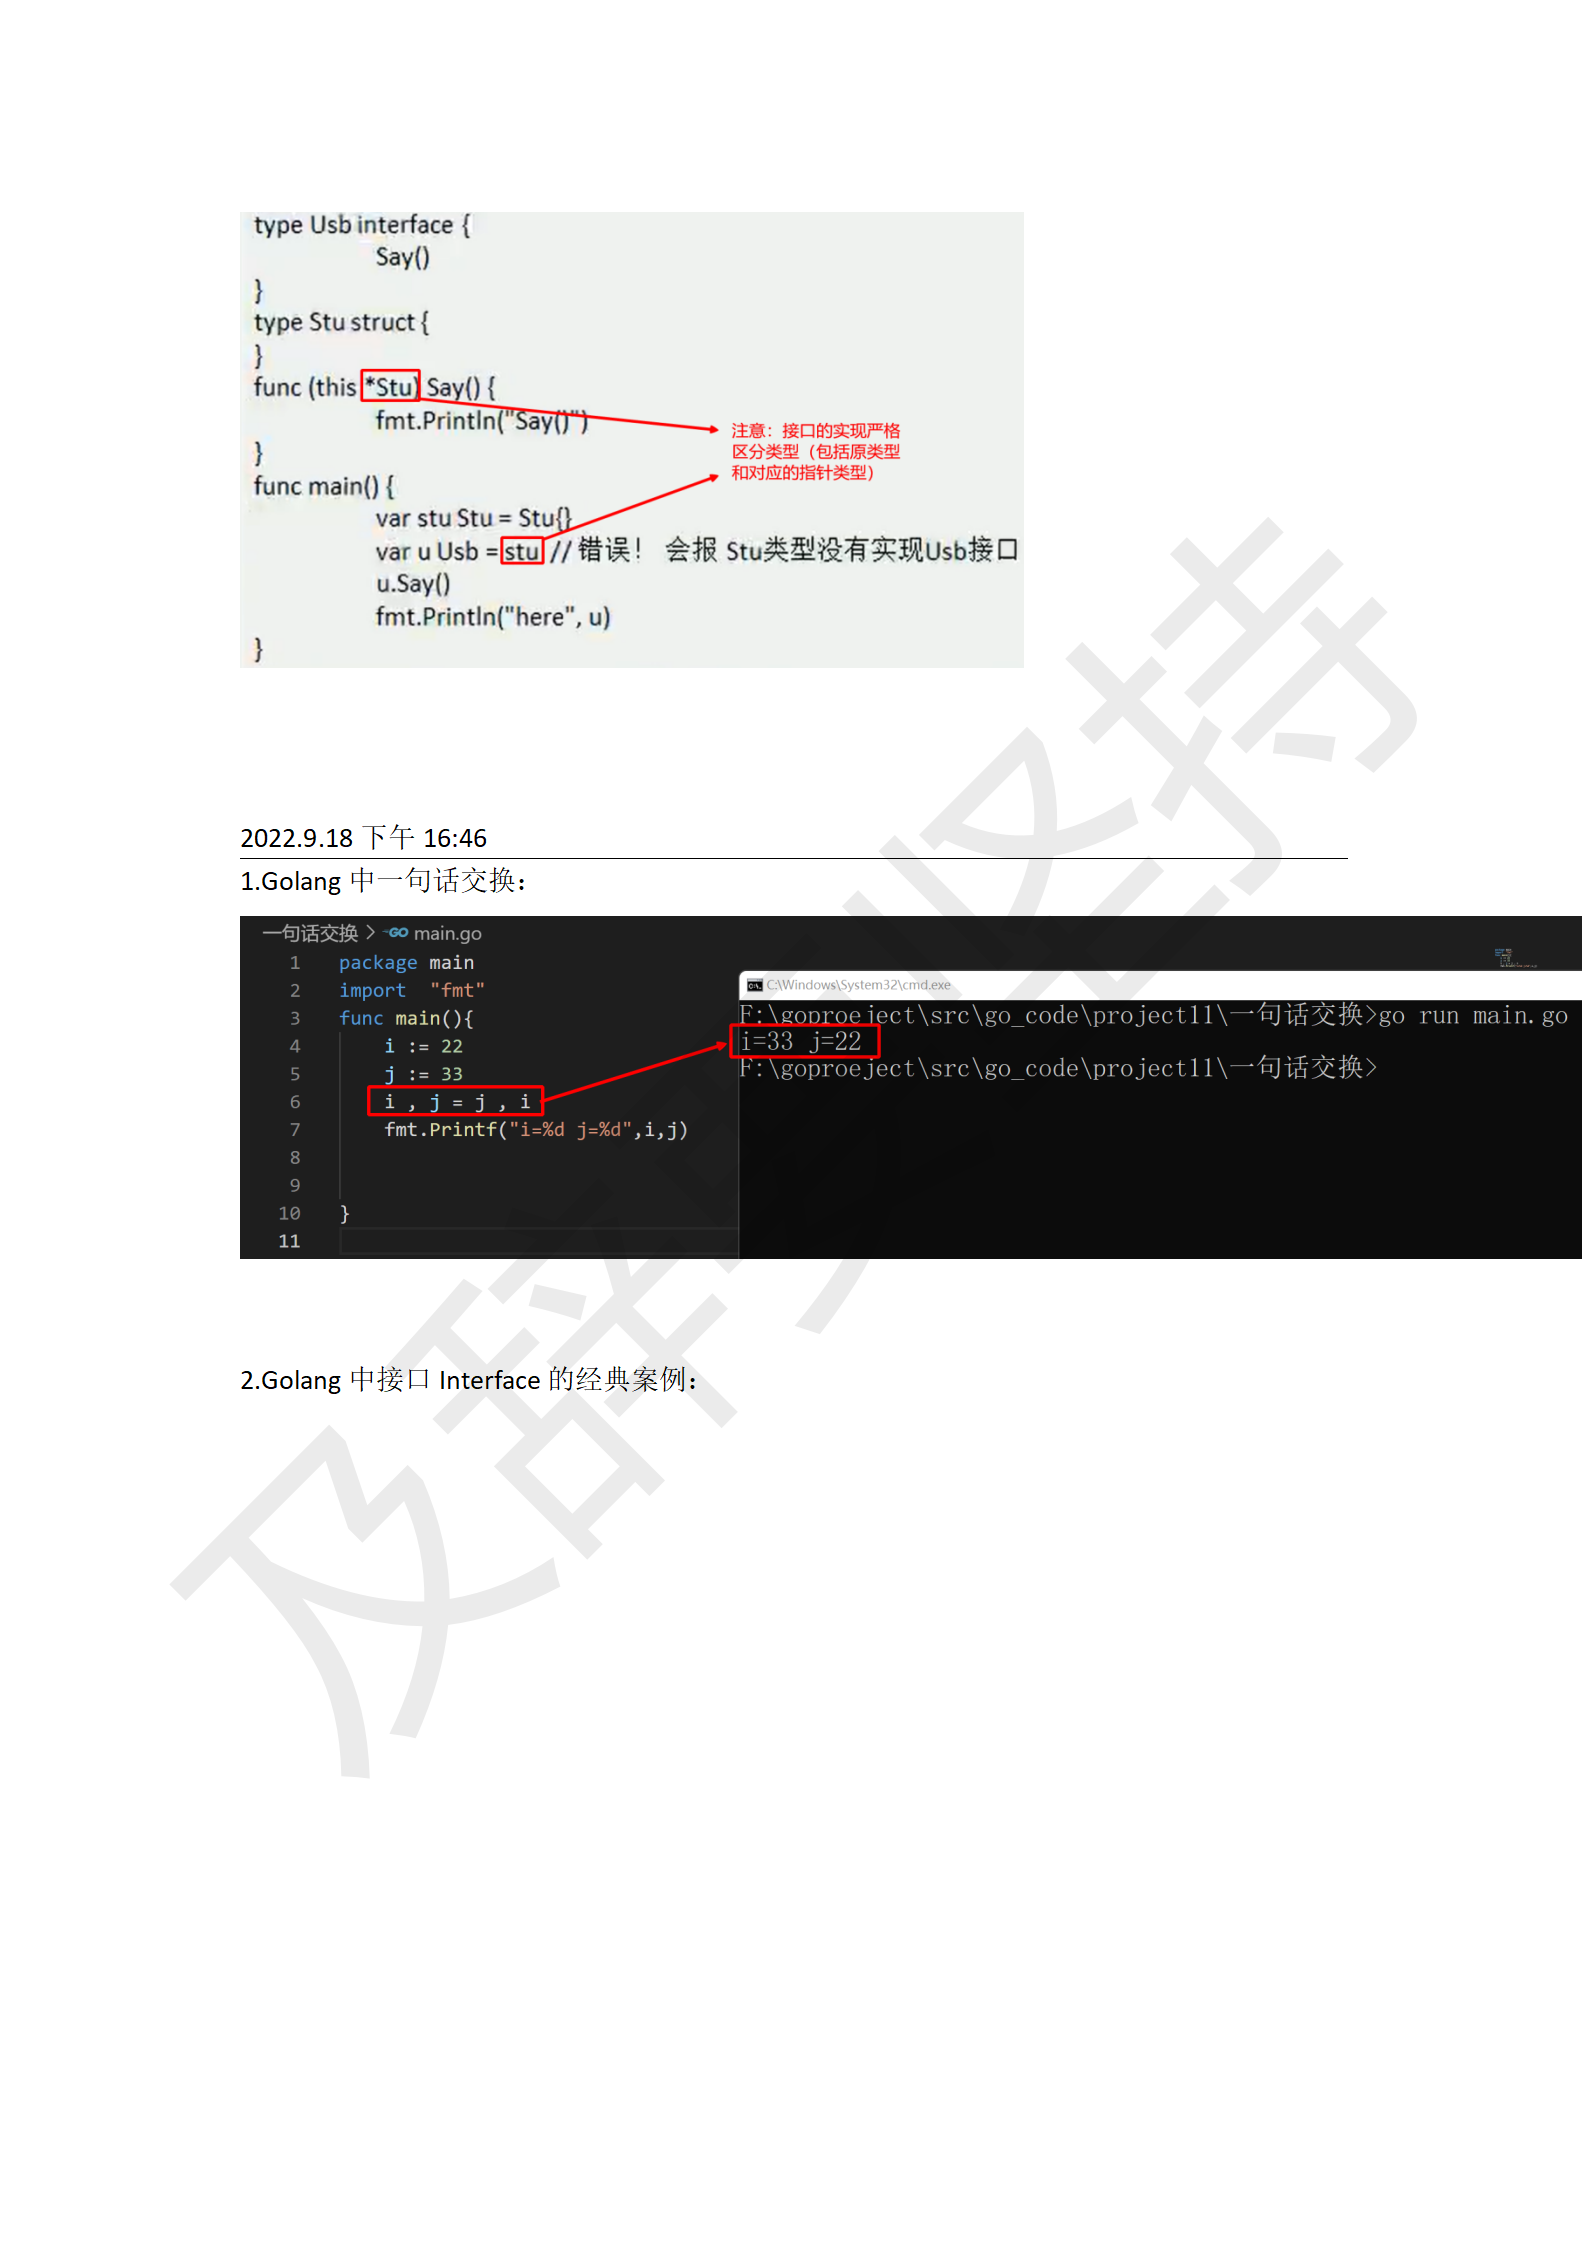 type Usb interface {
Say()
}
type Stu struct {
}
func (this *Stu) Say() {
fmt.Println("Say()")
}
func main() {
var stu Stu = Stu{}
var u Usb = stu // 错误！ 会报 Stu类型没有实现Usb接口
u.Say()
fmt.Println("here", u)
}
注意：接口的实现严格
区分类型（包括原类型
和对应的指针类型）
2022.9.18 下午 16:46
1.Golang 中一句话交换：
一句话交换 > GO main.go
1 package main
2 import "fmt"
3 func main(){
4 i := 22
5 j := 33
6 i , j = j , i
7 fmt.Printf("i=%d j=%d",i,j)
8
9
10 }
11
C:\Windows\System32\cmd.exe
F:\goproeject\src\go_code\project11\一句话交换>go run main.go
i=33 j=22
F:\goproeject\src\go_code\project11\一句话交换>
2.Golang 中接口 Interface 的经典案例：